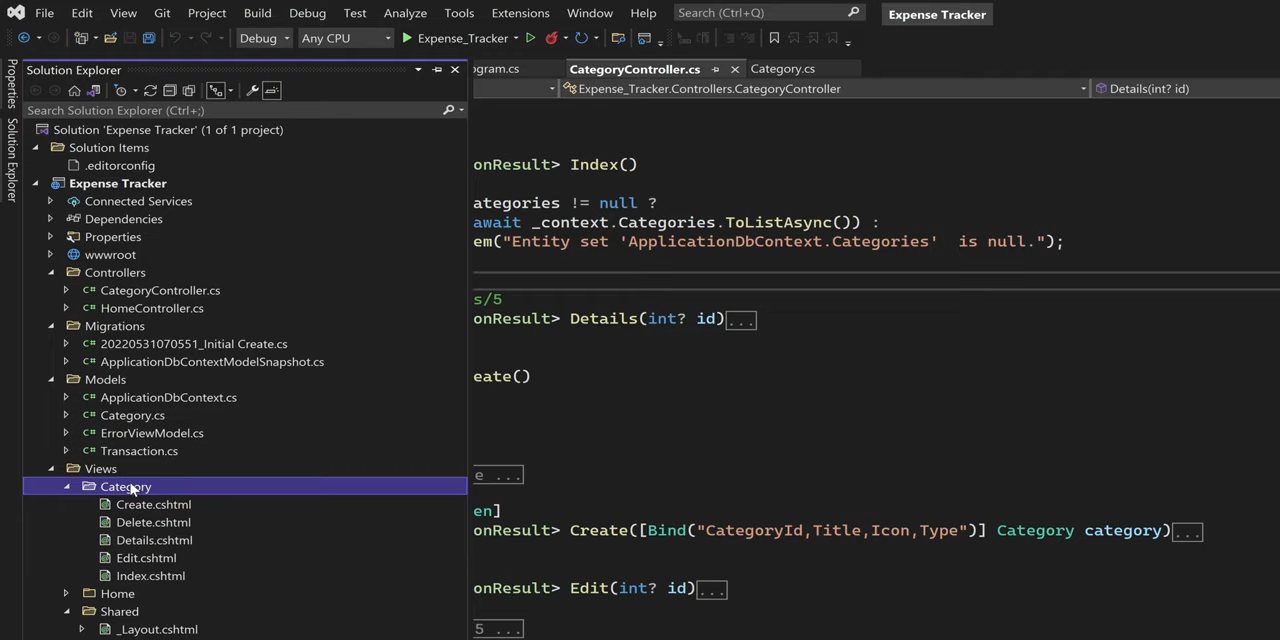 File Edit View Git Project Build Debug Test Analyze Tools Extensions Window Help Search (Ctrl+Q) Expense Tracker
Debug Any CPU Expense_Tracker
Properties
Solution Explorer
Solution Explorer
Search Solution Explorer (Ctrl+;)
Solution 'Expense Tracker' (1 of 1 project)
Solution Items
.editorconfig
Expense Tracker
Connected Services
Dependencies
Properties
wwwroot
Controllers
CategoryController.cs
HomeController.cs
Migrations
20220531070551_Initial Create.cs
ApplicationDbContextModelSnapshot.cs
Models
ApplicationDbContext.cs
Category.cs
ErrorViewModel.cs
Transaction.cs
Views
Category
Create.cshtml
Delete.cshtml
Details.cshtml
Edit.cshtml
Index.cshtml
Home
Shared
_Layout.cshtml
ogram.cs CategoryController.cs Category.cs
Expense_Tracker.Controllers.CategoryController Details(int? id)
onResult> Index()
ategories != null ?
await _context.Categories.ToListAsync()) :
em("Entity set 'ApplicationDbContext.Categories'  is null.");
s/5
onResult> Details(int? id)...
eate()
e ...
en]
onResult> Create([Bind("CategoryId,Title,Icon,Type")] Category category)...
onResult> Edit(int? id)...
5 ...